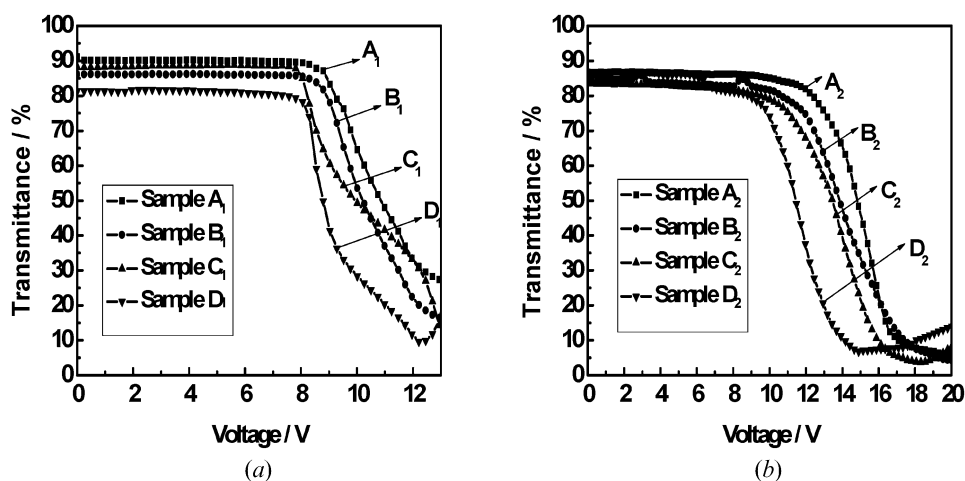 100
90
80
70
60
50
40
30
20
10
0
Transmittance / %
A1
B1
C1
D1
Sample A1
Sample B1
Sample C1
Sample D1
0 2 4 6 8 10 12
Voltage / V
(a)
100
90
80
70
60
50
40
30
20
10
0
Transmittance / %
A2
B2
C2
D2
Sample A2
Sample B2
Sample C2
Sample D2
0 2 4 6 8 10 12 14 16 18 20
Voltage / V
(b)